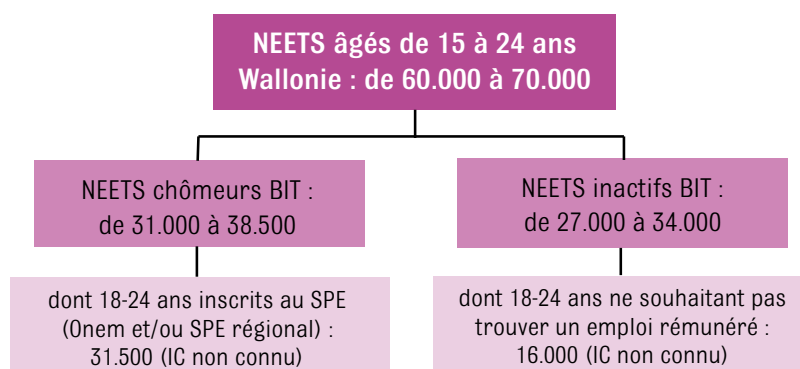 NEETS âgés de 15 à 24 ans
Wallonie : de 60.000 à 70.000
NEETS chômeurs BIT :
de 31.000 à 38.500
NEETS inactifs BIT :
de 27.000 à 34.000
dont 18-24 ans inscrits au SPE
(Onem et/ou SPE régional) :
31.500 (IC non connu)
dont 18-24 ans ne souhaitant pas
trouver un emploi rémunéré :
16.000 (IC non connu)